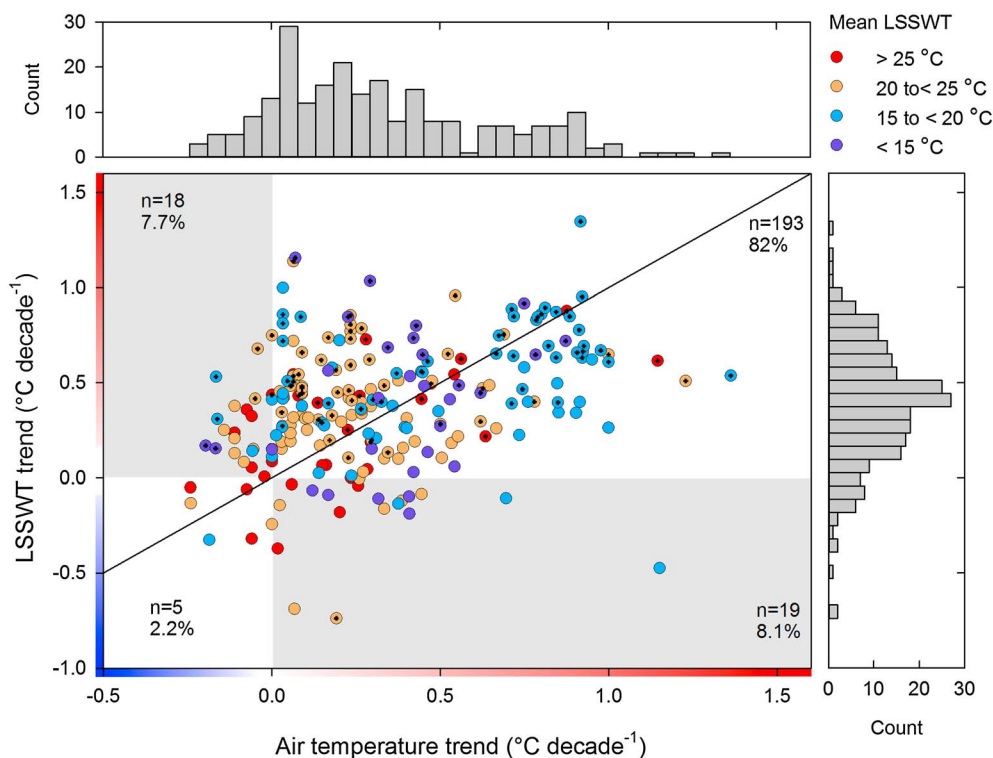 30
20
10
0
Count
Mean LSSWT
> 25 °C
20 to< 25 °C
15 to < 20 °C
< 15 °C
1.5
1.0
0.5
0.0
-0.5
-1.0
LSSWT trend (°C decade⁻¹)
n=18
7.7%
n=193
82%
n=5
2.2%
n=19
8.1%
-0.5 0.0 0.5 1.0 1.5
Air temperature trend (°C decade⁻¹)
0 10 20 30
Count